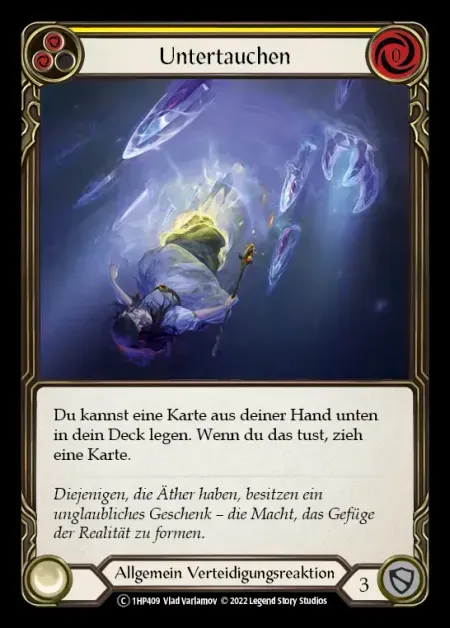 Untertauchen
0
Du kannst eine Karte aus deiner Hand unten
in dein Deck legen. Wenn du das tust, zieh
eine Karte.
Diejenigen, die Äther haben, besitzen ein
unglaubliches Geschenk – die Macht, das Gefüge
der Realität zu formen.
Allgemein Verteidigungsreaktion
3
C 1HP409 Vlad Varlamov © 2022 Legend Story Studios